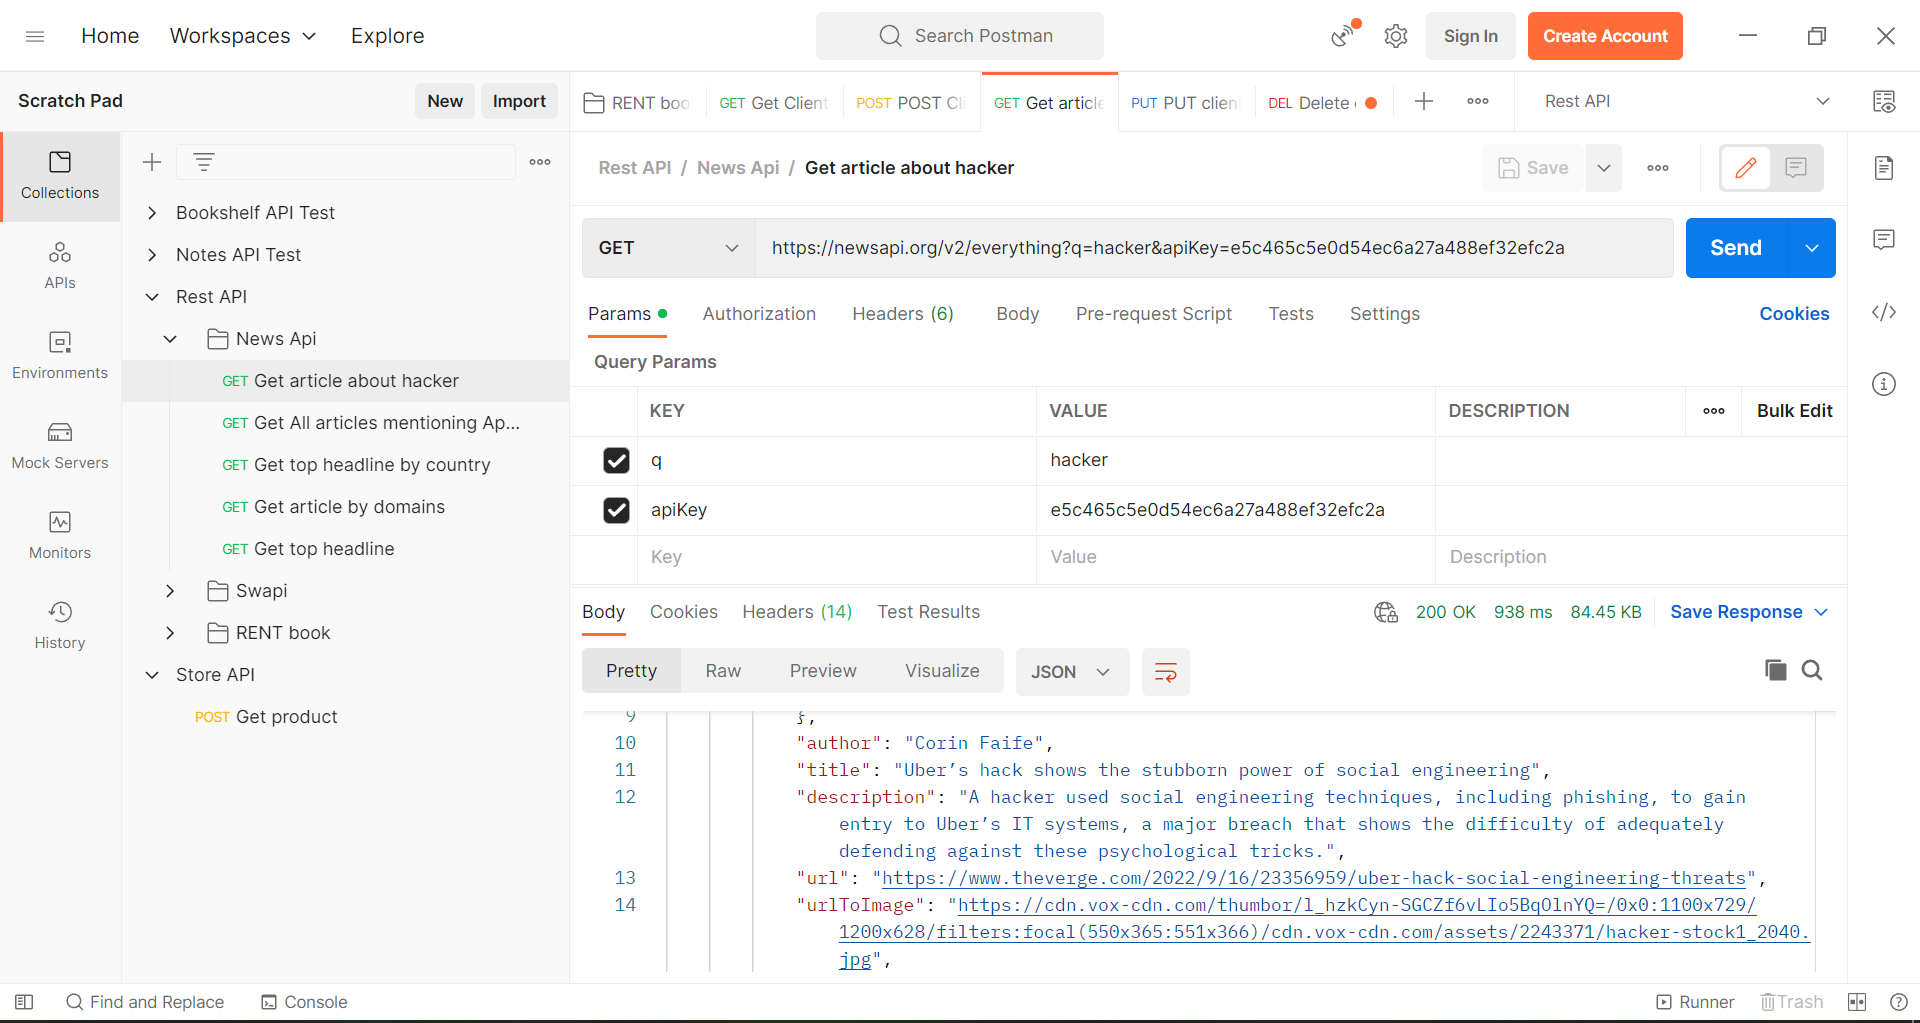 Home Workspaces Explore Search Postman Sign In Create Account
Scratch Pad New Import
RENT boo GET Get Client POST POST Cli GET Get article PUT PUT client DEL Delete Rest API
Collections
APIs
Environments
Mock Servers
Monitors
History
Bookshelf API Test
Notes API Test
Rest API
News Api
GET Get article about hacker
GET Get All articles mentioning Ap...
GET Get top headline by country
GET Get article by domains
GET Get top headline
Swapi
RENT book
Store API
POST Get product
Rest API / News Api / Get article about hacker Save
GET https://newsapi.org/v2/everything?q=hacker&apiKey=e5c465c5e0d54ec6a27a488ef32efc2a Send
Params Authorization Headers (6) Body Pre-request Script Tests Settings Cookies
Query Params
KEY VALUE DESCRIPTION Bulk Edit
q hacker
apiKey e5c465c5e0d54ec6a27a488ef32efc2a
Key Value Description
Body Cookies Headers (14) Test Results 200 OK 938 ms 84.45 KB Save Response
Pretty Raw Preview Visualize JSON
9 },
10 "author": "Corin Faife",
11 "title": "Uber’s hack shows the stubborn power of social engineering",
12 "description": "A hacker used social engineering techniques, including phishing, to gain
entry to Uber’s IT systems, a major breach that shows the difficulty of adequately
defending against these psychological tricks.",
13 "url": "https://www.theverge.com/2022/9/16/23356959/uber-hack-social-engineering-threats",
14 "urlToImage": "https://cdn.vox-cdn.com/thumbor/l_hzkCyn-SGCZf6vLIo5BqOlnYQ=/0x0:1100x729/
1200x628/filters:focal(550x365:551x366)/cdn.vox-cdn.com/assets/2243371/hacker-stock1_2040.
jpg",
Find and Replace Console Runner Trash